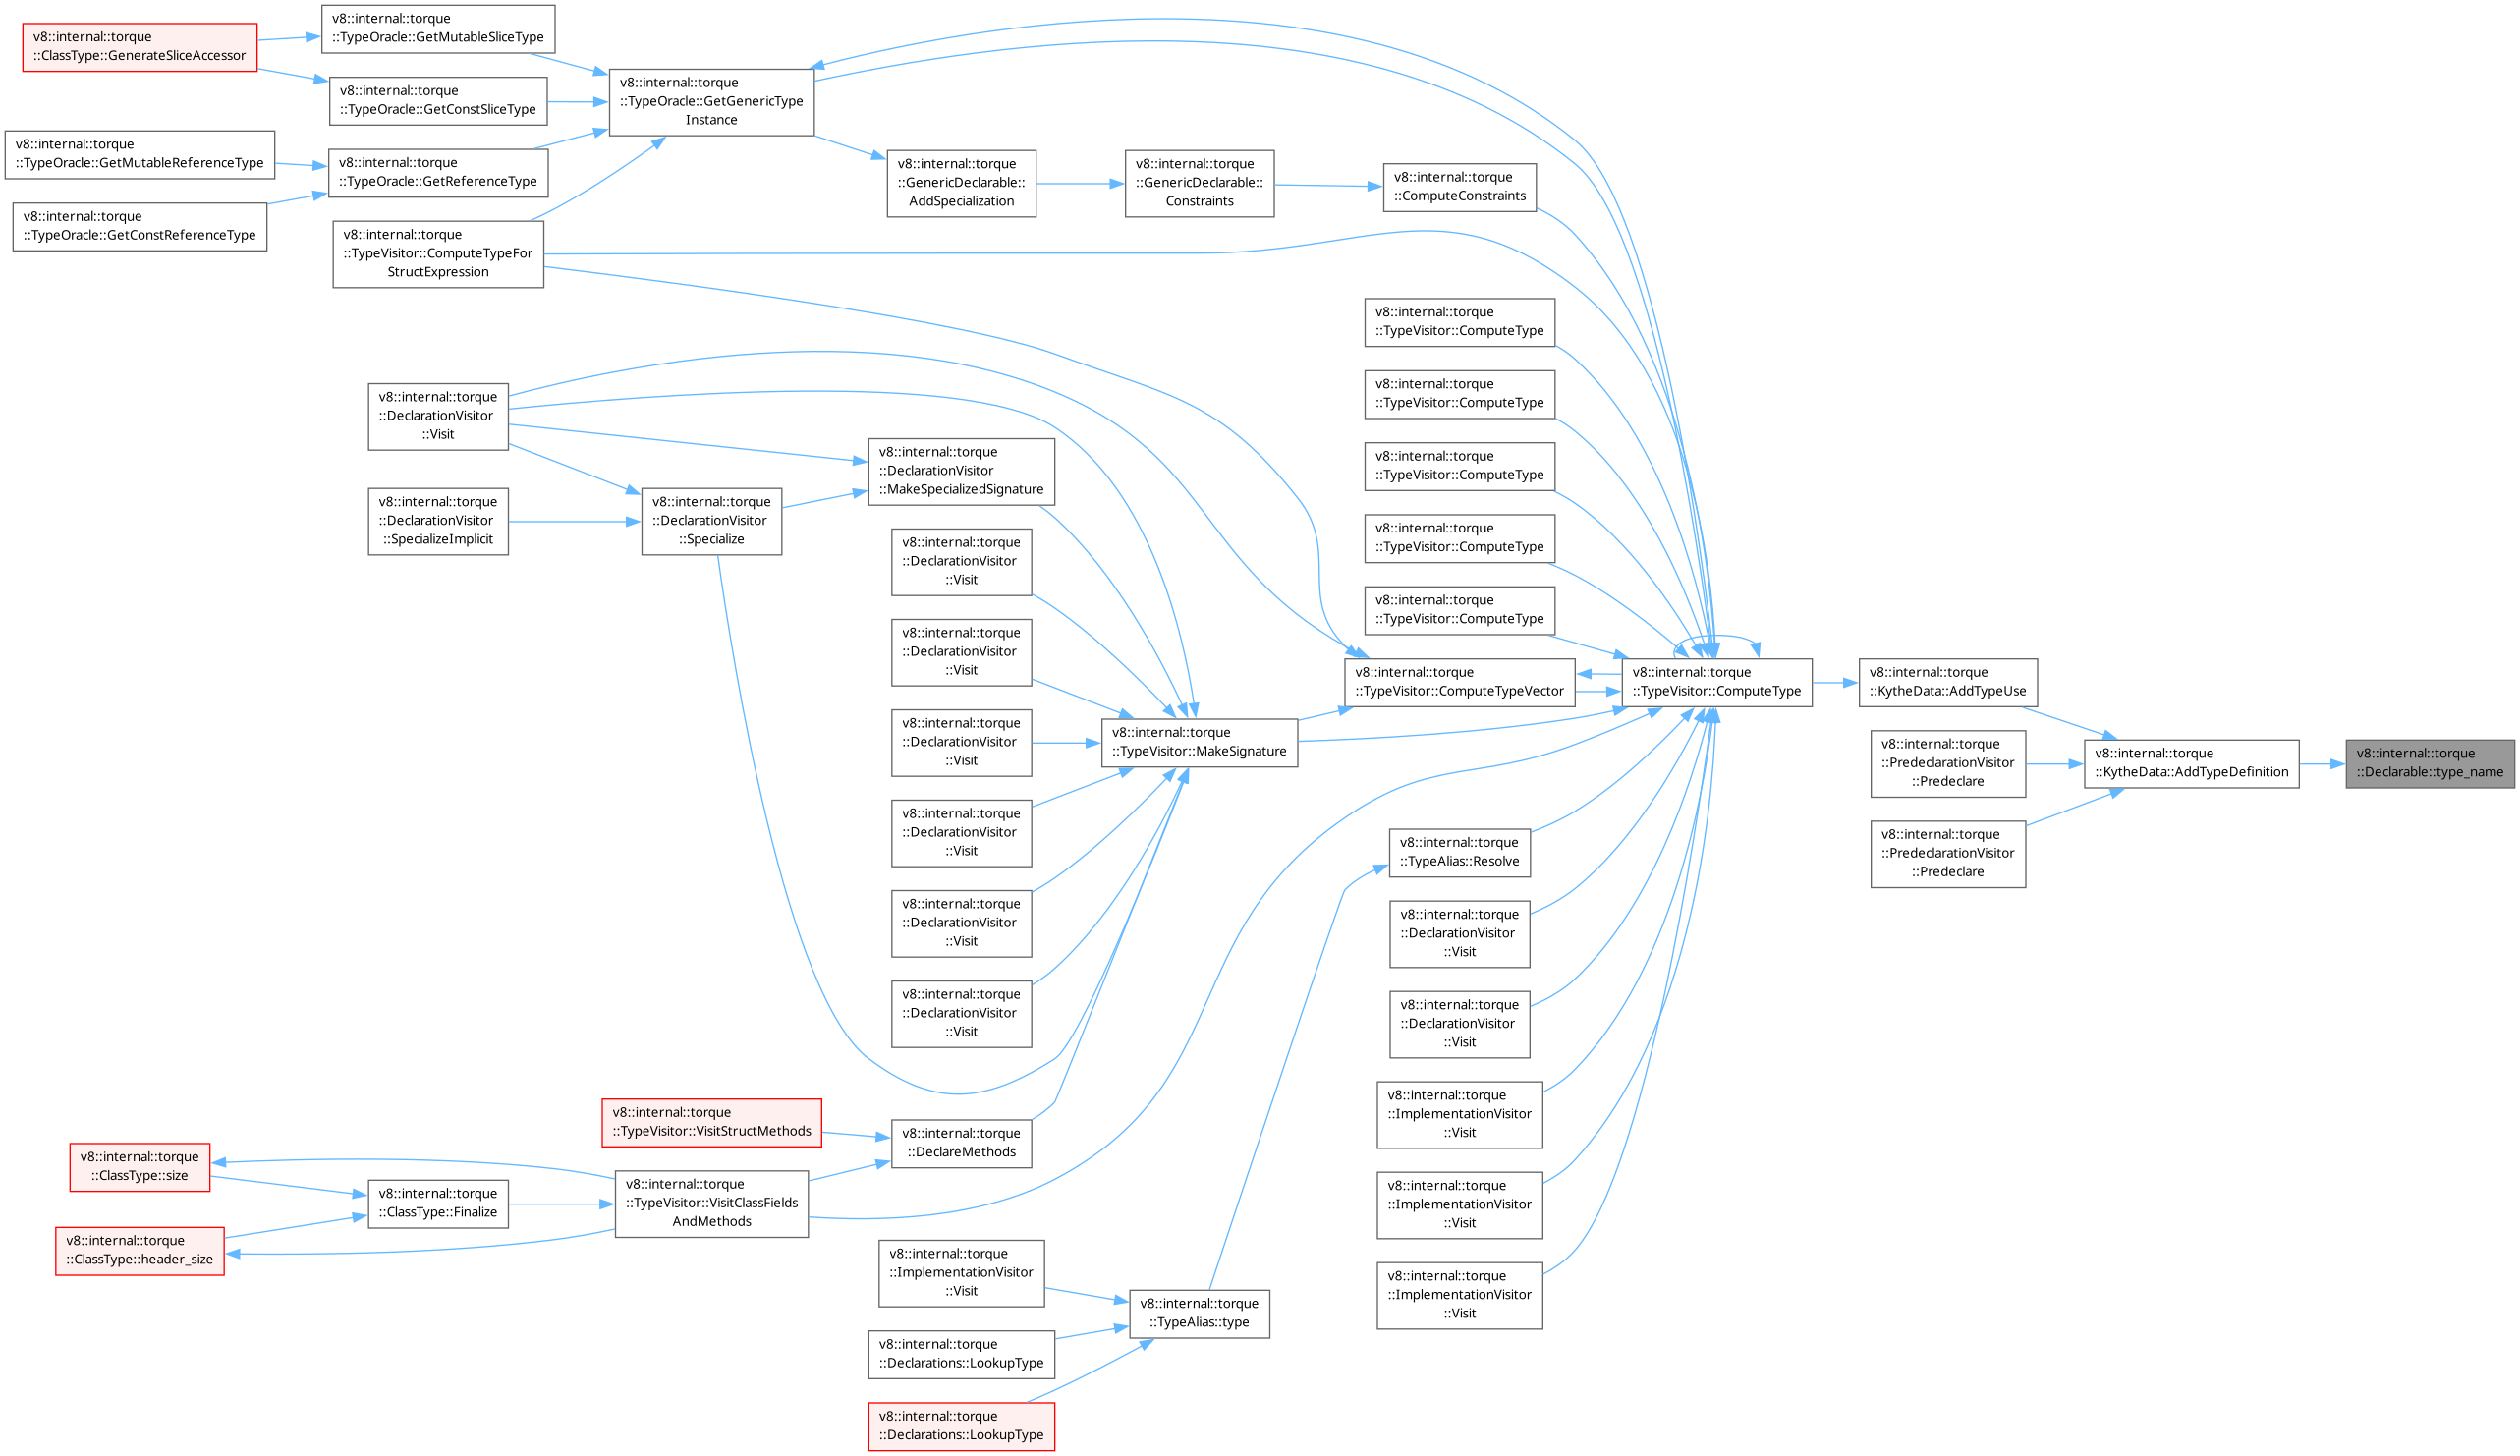 v8::internal::torque
::ClassType::GenerateSliceAccessor
v8::internal::torque
::TypeOracle::GetMutableSliceType
v8::internal::torque
::TypeOracle::GetConstSliceType
v8::internal::torque
::TypeOracle::GetMutableReferenceType
v8::internal::torque
::TypeOracle::GetReferenceType
v8::internal::torque
::TypeOracle::GetConstReferenceType
v8::internal::torque
::TypeVisitor::ComputeTypeFor
StructExpression
v8::internal::torque
::TypeOracle::GetGenericType
Instance
v8::internal::torque
::GenericDeclarable::
AddSpecialization
v8::internal::torque
::GenericDeclarable::
Constraints
v8::internal::torque
::ComputeConstraints
v8::internal::torque
::TypeVisitor::ComputeType
v8::internal::torque
::TypeVisitor::ComputeType
v8::internal::torque
::TypeVisitor::ComputeType
v8::internal::torque
::TypeVisitor::ComputeType
v8::internal::torque
::TypeVisitor::ComputeType
v8::internal::torque
::DeclarationVisitor
::Visit
v8::internal::torque
::DeclarationVisitor
::SpecializeImplicit
v8::internal::torque
::DeclarationVisitor
::Specialize
v8::internal::torque
::DeclarationVisitor
::MakeSpecializedSignature
v8::internal::torque
::DeclarationVisitor
::Visit
v8::internal::torque
::DeclarationVisitor
::Visit
v8::internal::torque
::DeclarationVisitor
::Visit
v8::internal::torque
::DeclarationVisitor
::Visit
v8::internal::torque
::DeclarationVisitor
::Visit
v8::internal::torque
::DeclarationVisitor
::Visit
v8::internal::torque
::TypeVisitor::MakeSignature
v8::internal::torque
::TypeVisitor::ComputeTypeVector
v8::internal::torque
::TypeVisitor::ComputeType
v8::internal::torque
::KytheData::AddTypeUse
v8::internal::torque
::PredeclarationVisitor
::Predeclare
v8::internal::torque
::PredeclarationVisitor
::Predeclare
v8::internal::torque
::KytheData::AddTypeDefinition
v8::internal::torque
::Declarable::type_name
v8::internal::torque
::TypeAlias::Resolve
v8::internal::torque
::DeclarationVisitor
::Visit
v8::internal::torque
::DeclarationVisitor
::Visit
v8::internal::torque
::ImplementationVisitor
::Visit
v8::internal::torque
::ImplementationVisitor
::Visit
v8::internal::torque
::ImplementationVisitor
::Visit
v8::internal::torque
::TypeVisitor::VisitStructMethods
v8::internal::torque
::DeclareMethods
v8::internal::torque
::ClassType::size
v8::internal::torque
::ClassType::header_size
v8::internal::torque
::ClassType::Finalize
v8::internal::torque
::TypeVisitor::VisitClassFields
AndMethods
v8::internal::torque
::ImplementationVisitor
::Visit
v8::internal::torque
::Declarations::LookupType
v8::internal::torque
::Declarations::LookupType
v8::internal::torque
::TypeAlias::type